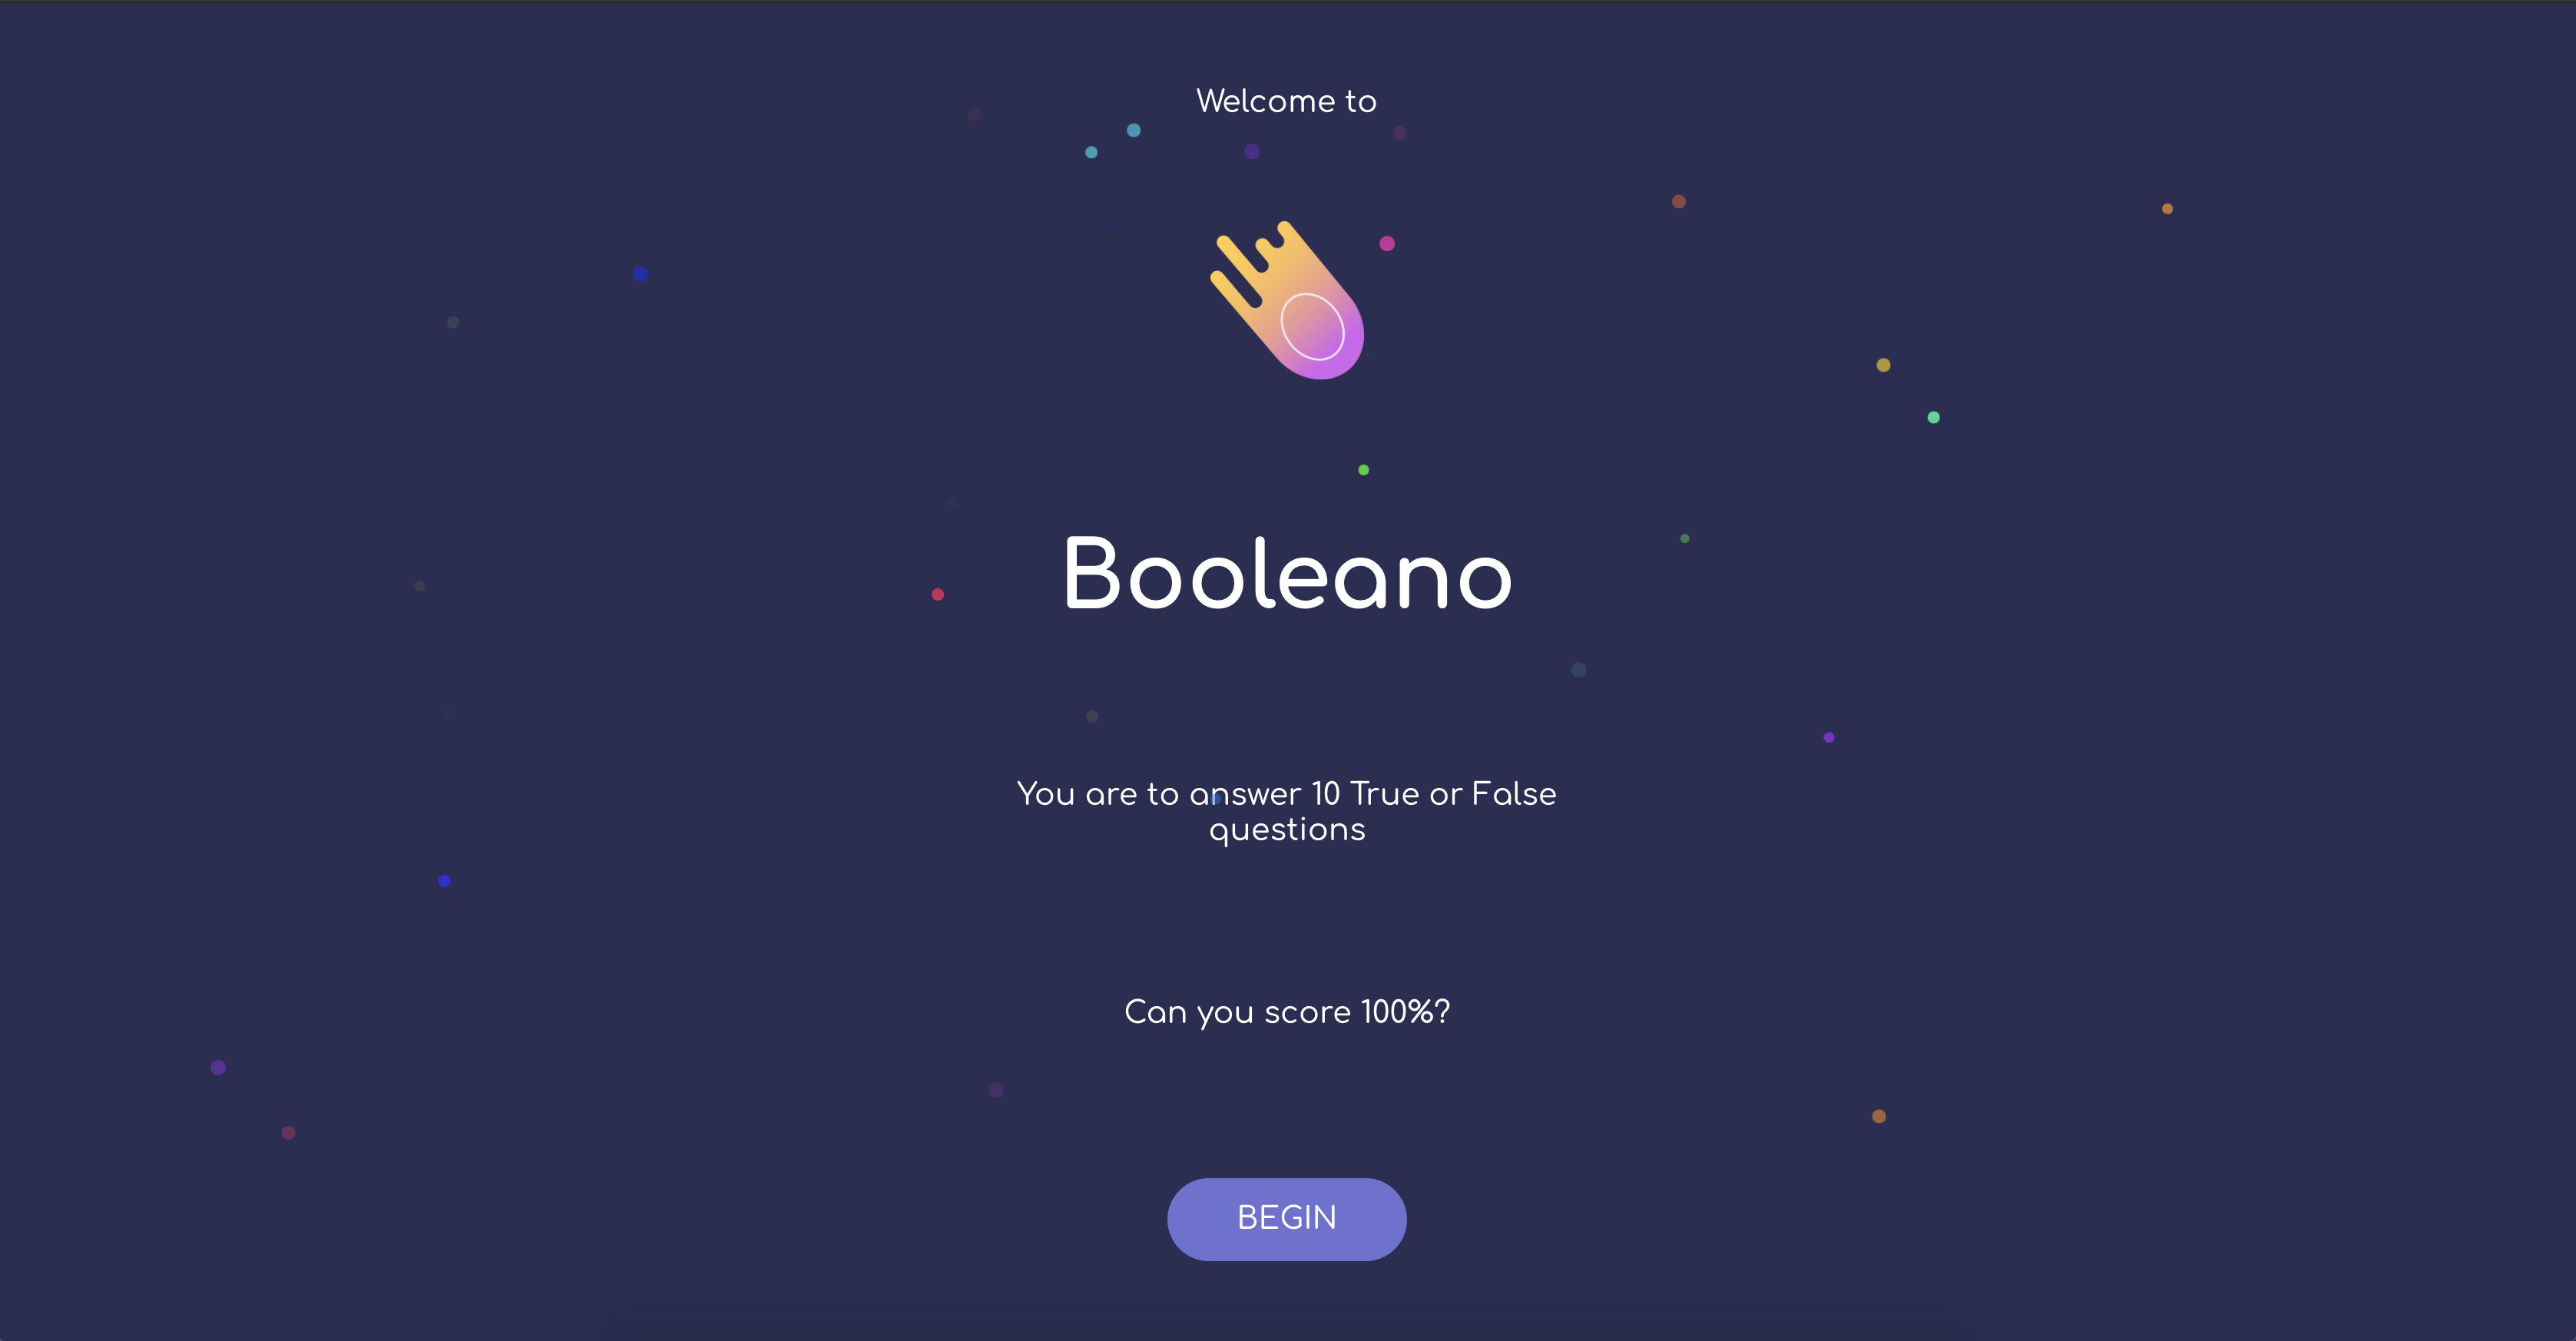 Welcome to
Booleano
You are to answer 10 True or False
questions
Can you score 100%?
BEGIN